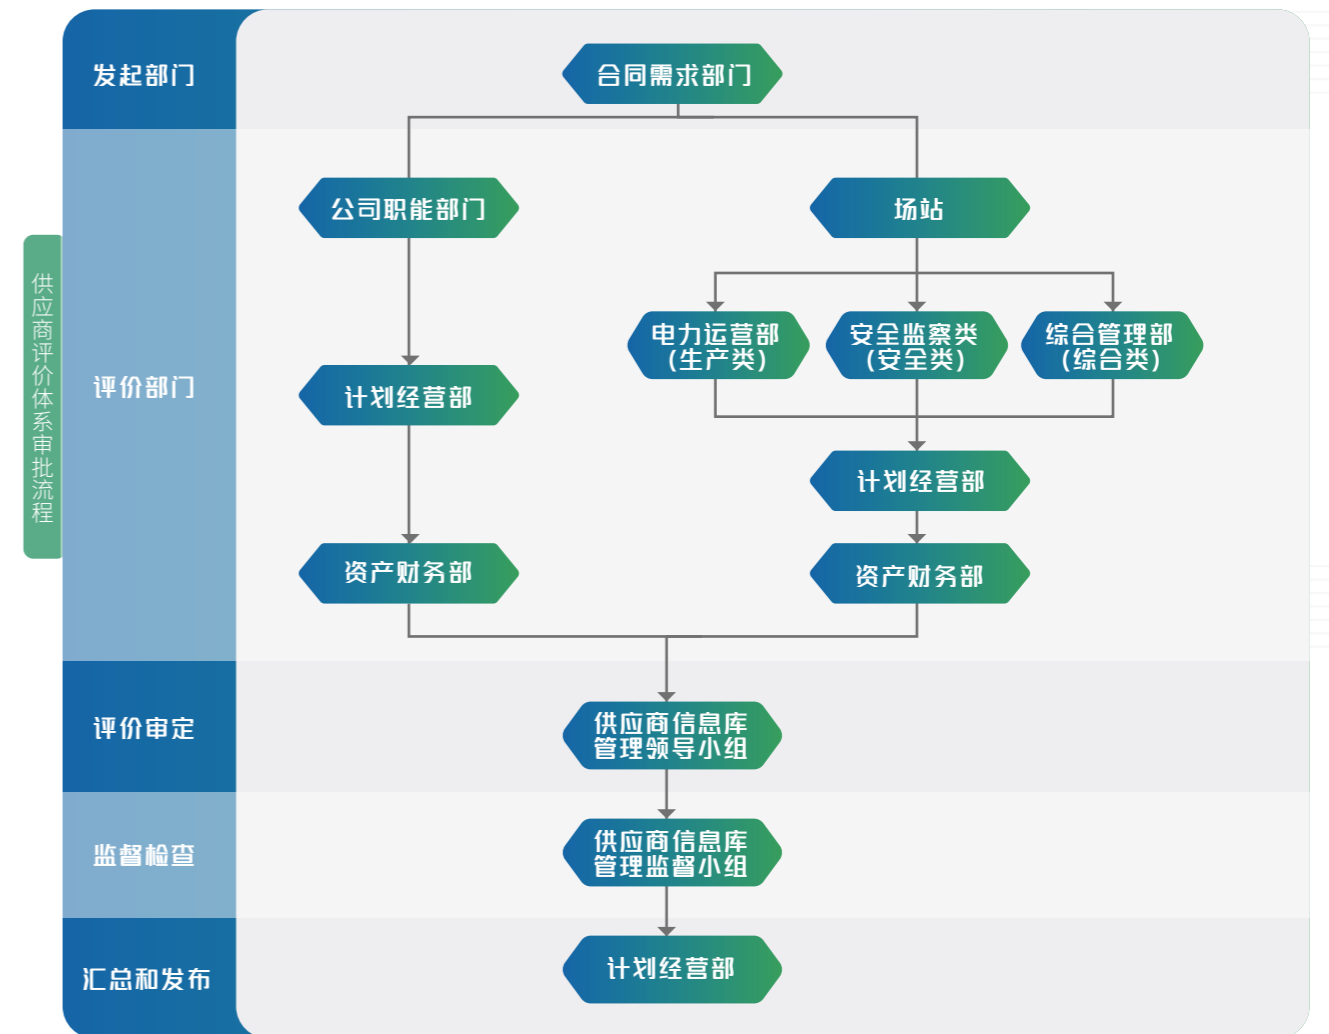 供应商评价体系审批流程
发起部门
合同需求部门
评价部门
公司职能部门
场站
电力运营部
(生产类)
安全监察类
(安全类)
综合管理部
(综合类)
计划经营部
计划经营部
资产财务部
资产财务部
评价审定
供应商信息库
管理领导小组
监督检查
供应商信息库
管理监督小组
汇总和发布
计划经营部